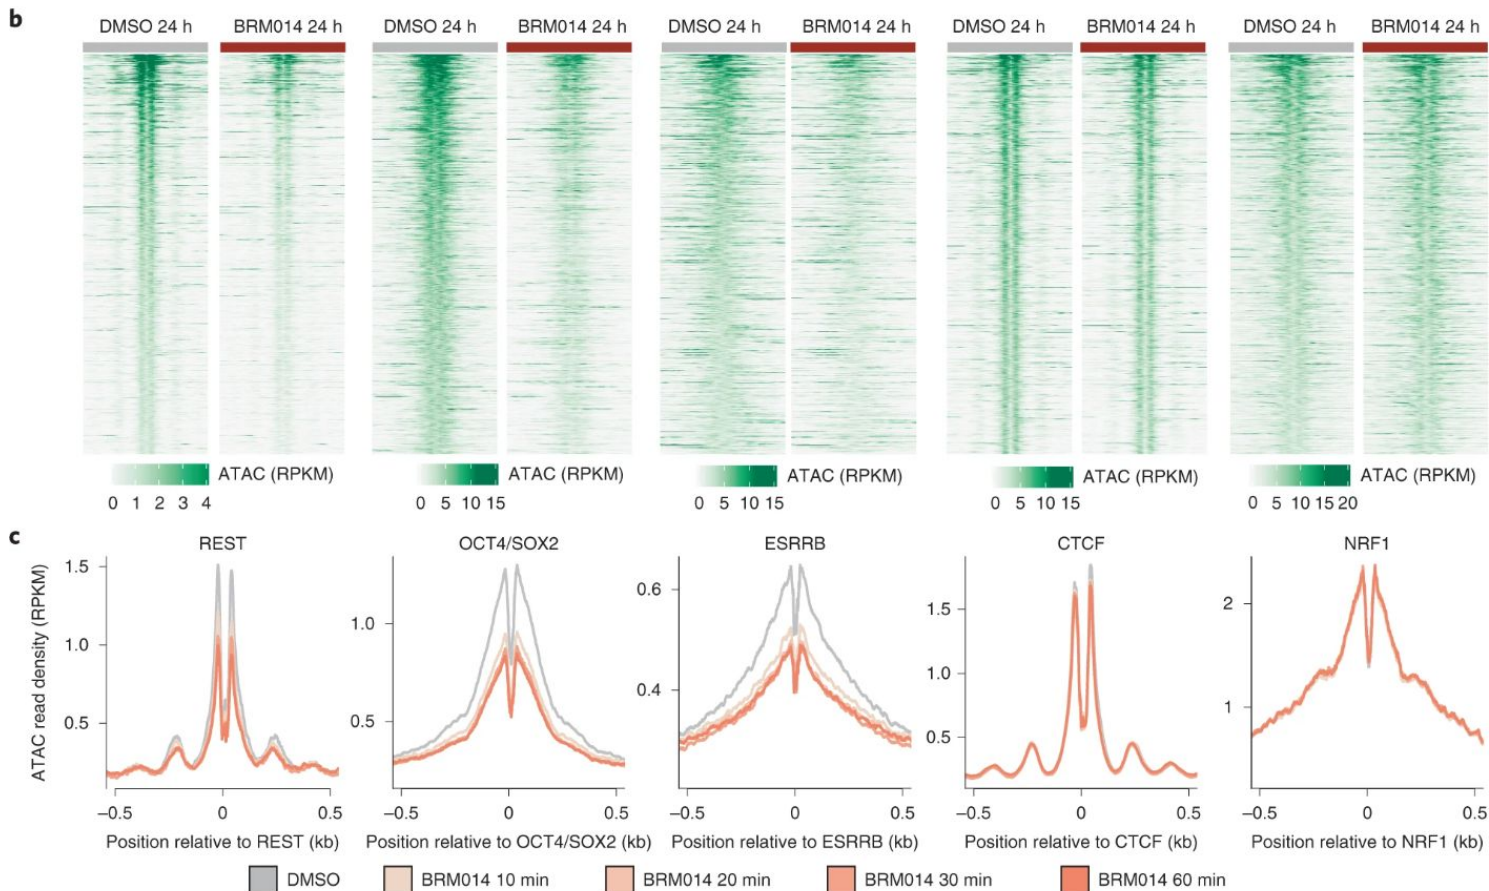 b
DMSO 24 h BRM014 24 h DMSO 24 h BRM014 24 h DMSO 24 h BRM014 24 h DMSO 24 h BRM014 24 h DMSO 24 h BRM014 24 h
ATAC (RPKM) ATAC (RPKM) ATAC (RPKM) ATAC (RPKM) ATAC (RPKM)
0 1 2 3 4 0 5 10 15 0 5 10 15 0 5 10 15 0 5 10 15 20
c
REST OCT4/SOX2 ESRRB CTCF NRF1
ATAC read density (RPKM)
1.5
1.0
0.5
1.0
0.5
0.6
0.4
1.5
1.0
0.5
2
1
−0.5 0 0.5 −0.5 0 0.5 −0.5 0 0.5 −0.5 0 0.5 −0.5 0 0.5
Position relative to REST (kb) Position relative to OCT4/SOX2 (kb) Position relative to ESRRB (kb) Position relative to CTCF (kb) Position relative to NRF1 (kb)
DMSO BRM014 10 min BRM014 20 min BRM014 30 min BRM014 60 min